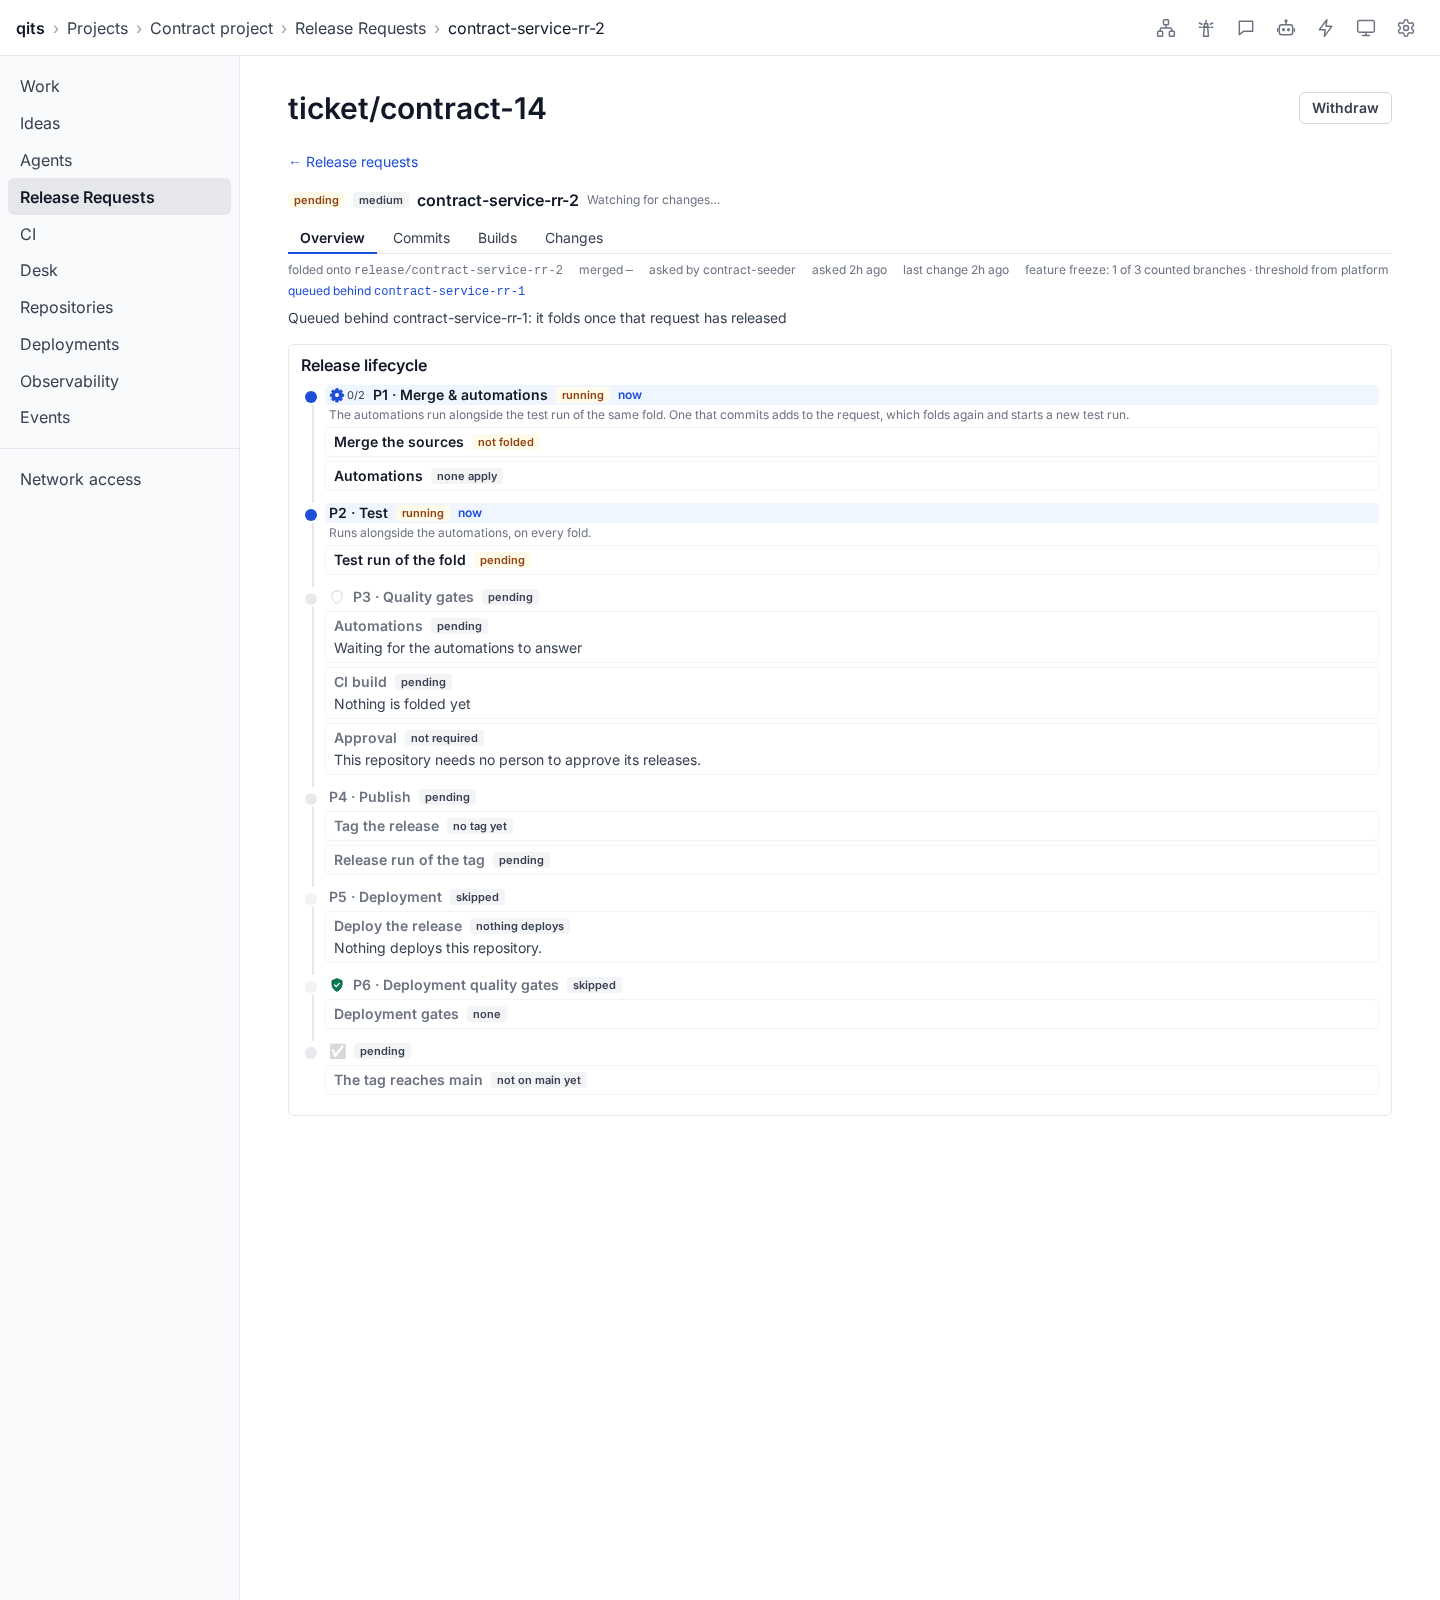 qits › Projects › Contract project › Release Requests › contract-service-rr-2
Work
Ideas
Agents
Release Requests
CI
Desk
Repositories
Deployments
Observability
Events
Network access
ticket/contract-14
Withdraw
← Release requests
pending medium contract-service-rr-2 Watching for changes…
Overview Commits Builds Changes
folded onto release/contract-service-rr-2 merged — asked by contract-seeder asked 2h ago last change 2h ago feature freeze: 1 of 3 counted branches · threshold from platform
queued behind contract-service-rr-1
Queued behind contract-service-rr-1: it folds once that request has released
Release lifecycle
0/2 P1 · Merge & automations running now
The automations run alongside the test run of the same fold. One that commits adds to the request, which folds again and starts a new test run.
Merge the sources not folded
Automations none apply
P2 · Test running now
Runs alongside the automations, on every fold.
Test run of the fold pending
P3 · Quality gates pending
Automations pending
Waiting for the automations to answer
CI build pending
Nothing is folded yet
Approval not required
This repository needs no person to approve its releases.
P4 · Publish pending
Tag the release no tag yet
Release run of the tag pending
P5 · Deployment skipped
Deploy the release nothing deploys
Nothing deploys this repository.
P6 · Deployment quality gates skipped
Deployment gates none
pending
The tag reaches main not on main yet